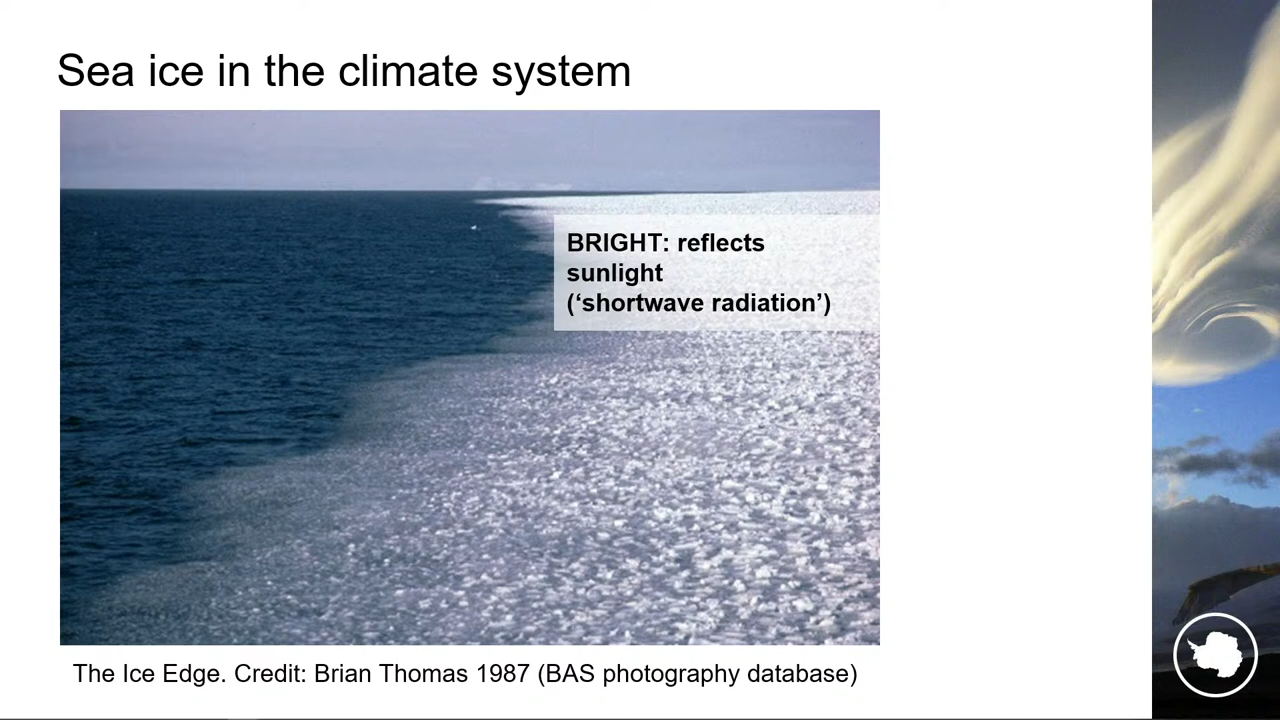 Sea ice in the climate system
BRIGHT: reflects
sunlight
(‘shortwave radiation’)
The Ice Edge. Credit: Brian Thomas 1987 (BAS photography database)